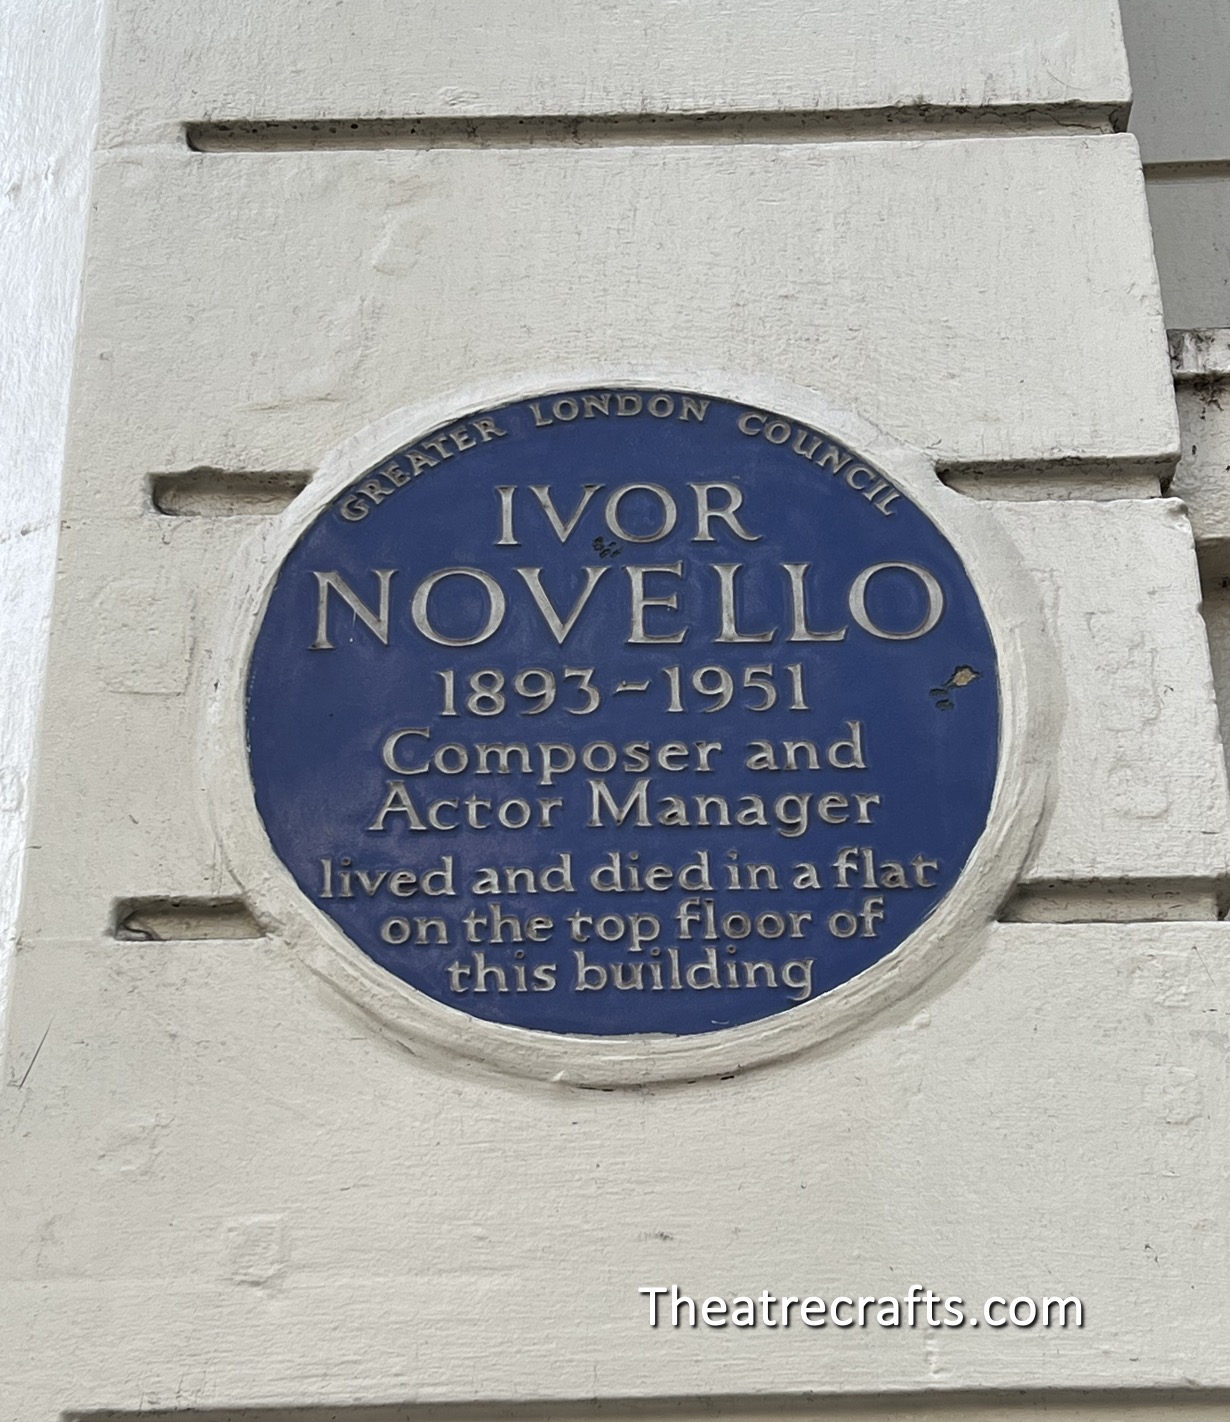 GREATER LONDON COUNCIL
IVOR
NOVELLO
1893-1951
Composer and
Actor Manager
lived and died in a flat
on the top floor of
this building
Theatrecrafts.com